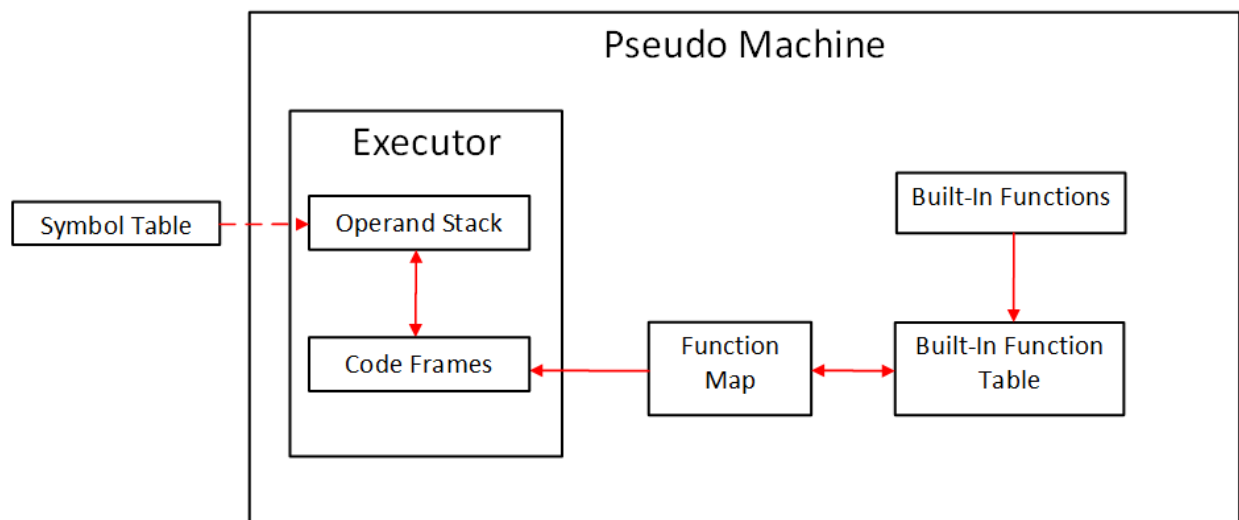 Pseudo Machine
Executor
Symbol Table
Operand Stack
Code Frames
Function
Map
Built-In Functions
Built-In Function
Table